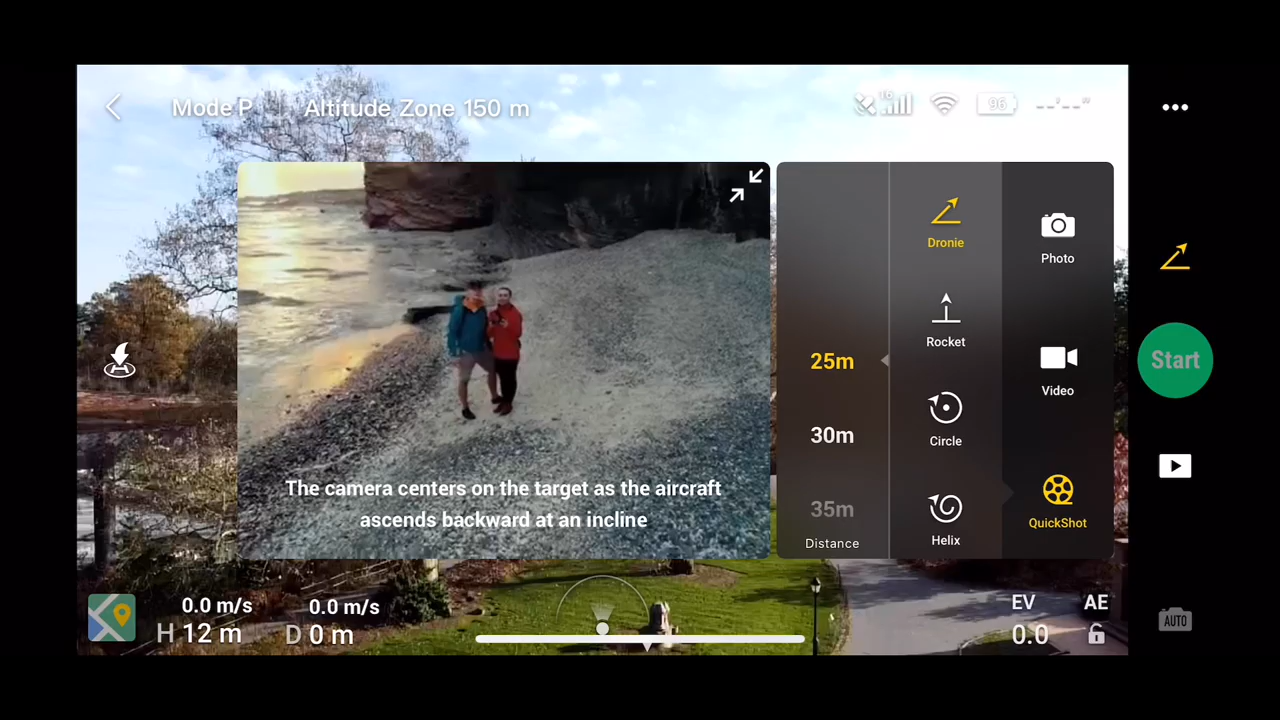 Mode P | Altitude Zone 150 m
16
96
--'--"
Dronie
Photo
Rocket
25m
Start
Video
30m
Circle
The camera centers on the target as the aircraft
ascends backward at an incline
35m
Distance
Helix
QuickShot
0.0 m/s
0.0 m/s
H 12 m
D 0 m
EV
0.0
AE
AUTO